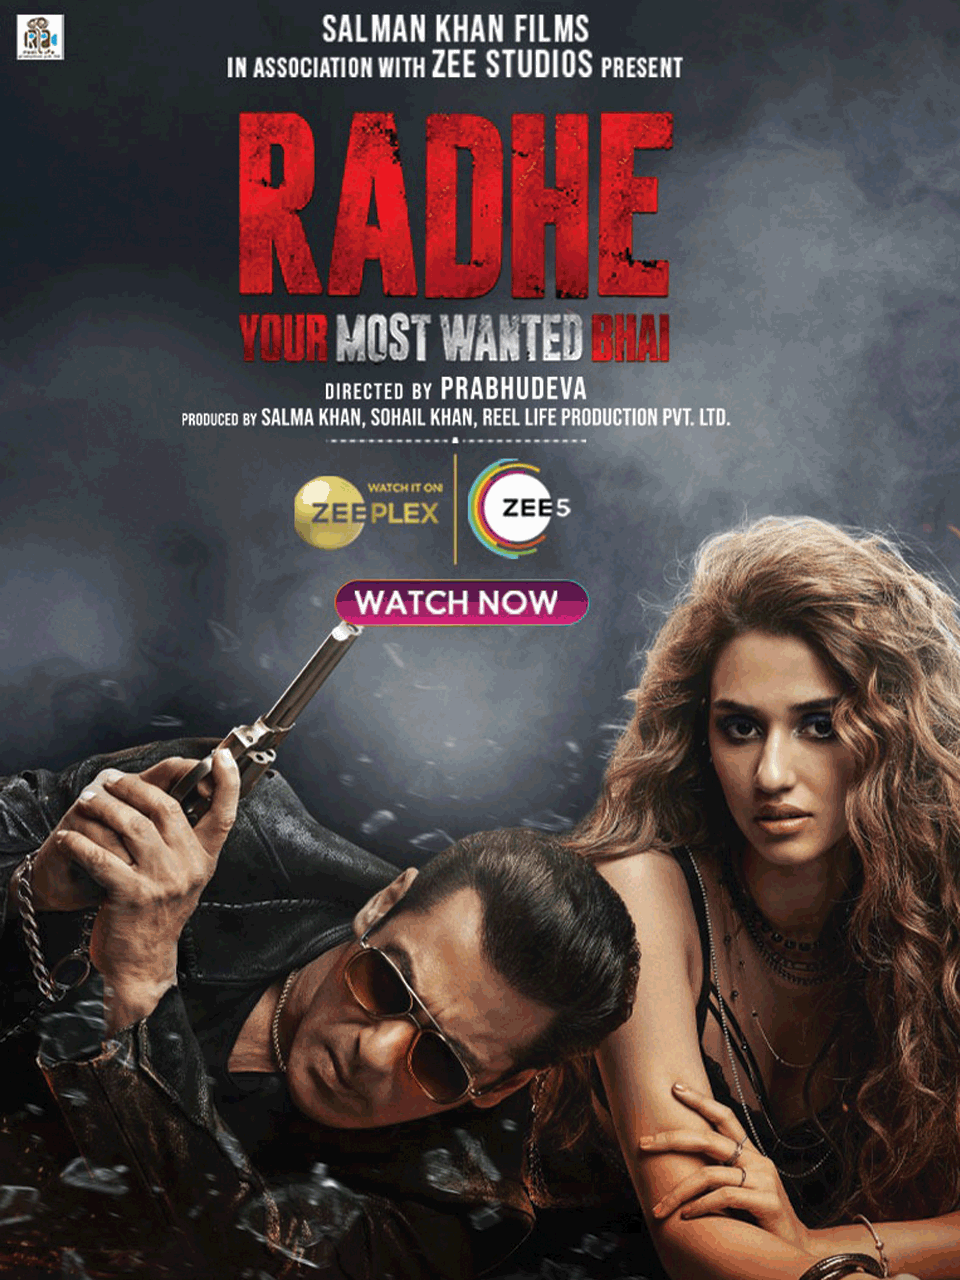 SALMAN KHAN FILMS
IN ASSOCIATION WITH ZEE STUDIOS PRESENT
RADHE
YOUR MOST WANTED BHAI
DIRECTED BY PRABHUDEVA
PRODUCED BY SALMA KHAN, SOHAIL KHAN, REEL LIFE PRODUCTION PVT. LTD.
WATCH IT ON
ZEEPLEX
ZEE5
WATCH NOW